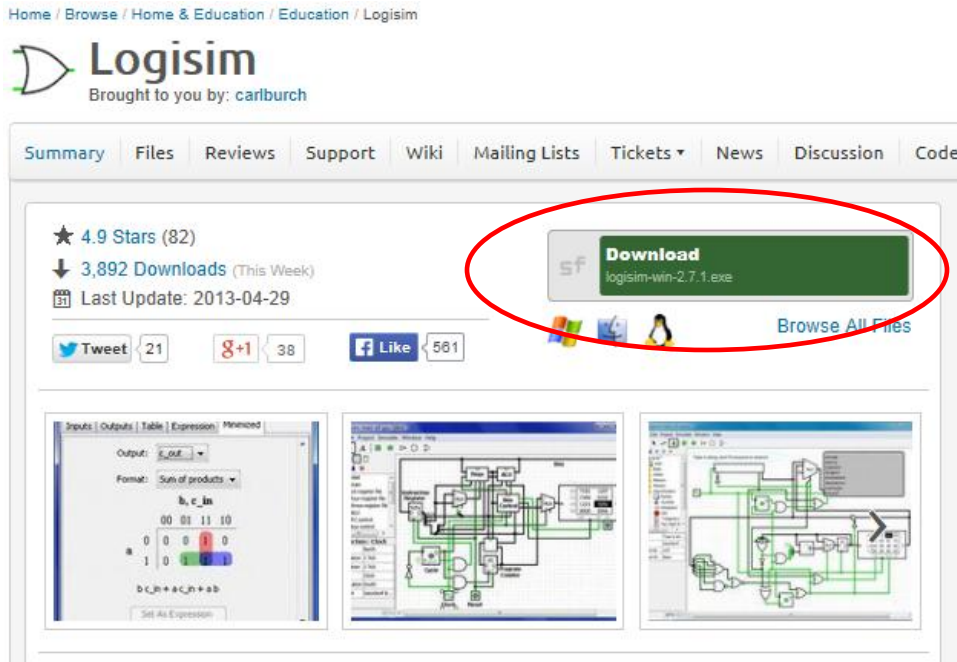 Home / Browse / Home & Education / Education / Logisim
Logisim
Brought to you by: carlburch
Summary Files Reviews Support Wiki Mailing Lists Tickets ▾ News Discussion Code
4.9 Stars (82)
3,892 Downloads (This Week)
Last Update: 2013-04-29
sf Download
logisim-win-2.7.1.exe
Browse All Files
Tweet 21 g+1 38 Like 561
Inputs | Outputs | Table | Expression | Minimized
Output: c_out
Format: Sum of products
b, c_in
00 01 11 10
a
0 0 0 1 0
1 0 1 1 1
b c_in + a c_in + a b
Set As Expression